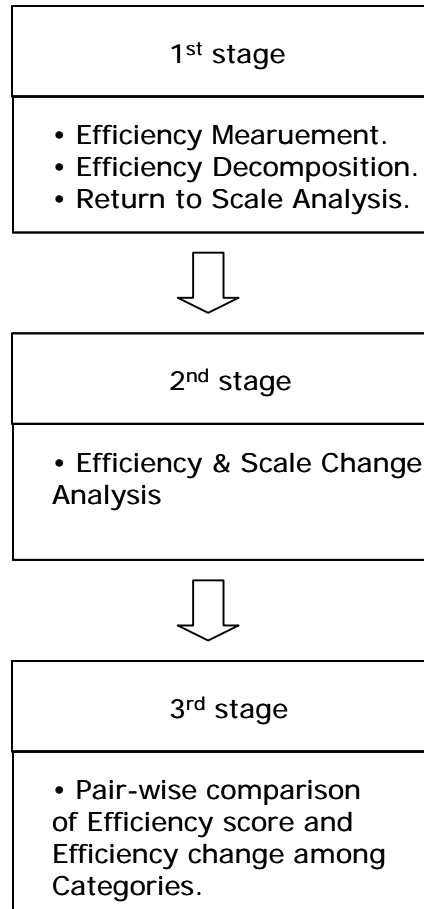 1st stage
• Efficiency Mearuement.
• Efficiency Decomposition.
• Return to Scale Analysis.
2nd stage
• Efficiency & Scale Change
Analysis
3rd stage
• Pair-wise comparison
of Efficiency score and
Efficiency change among
Categories.